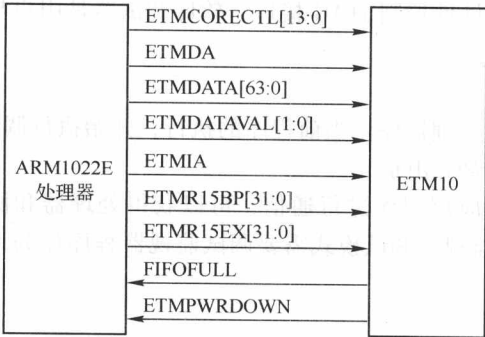 ETMCORECTL[13:0]
ETMDA
ETMDATA[63:0]
ETMDATAVAL[1:0]
ARM1022E
处理器
ETMIA
ETM10
ETMR15BP[31:0]
ETMR15EX[31:0]
FIFOFULL
ETMPWRDOWN